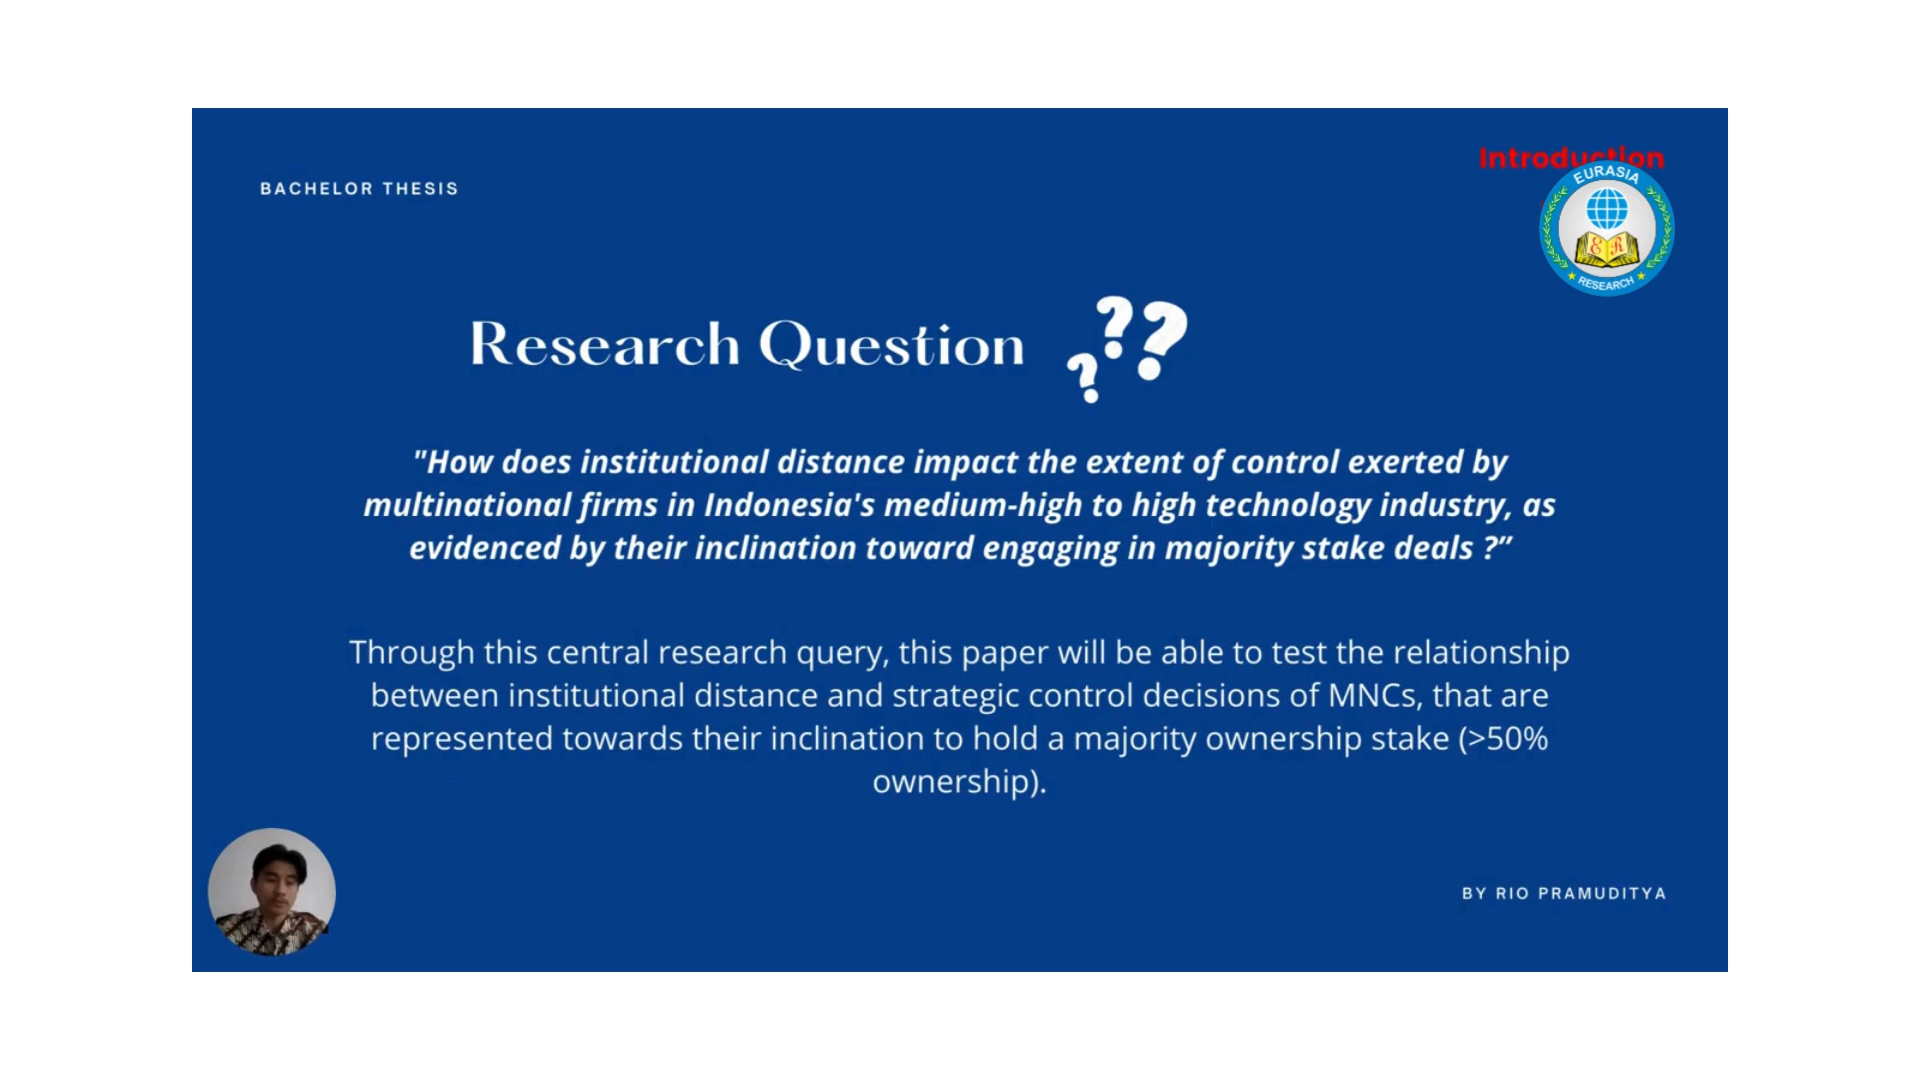 BACHELOR THESIS
Introduction
EURASIA
E R
RESEARCH
Research Question
"How does institutional distance impact the extent of control exerted by
multinational firms in Indonesia's medium-high to high technology industry, as
evidenced by their inclination toward engaging in majority stake deals ?”
Through this central research query, this paper will be able to test the relationship
between institutional distance and strategic control decisions of MNCs, that are
represented towards their inclination to hold a majority ownership stake (>50%
ownership).
BY RIO PRAMUDITYA